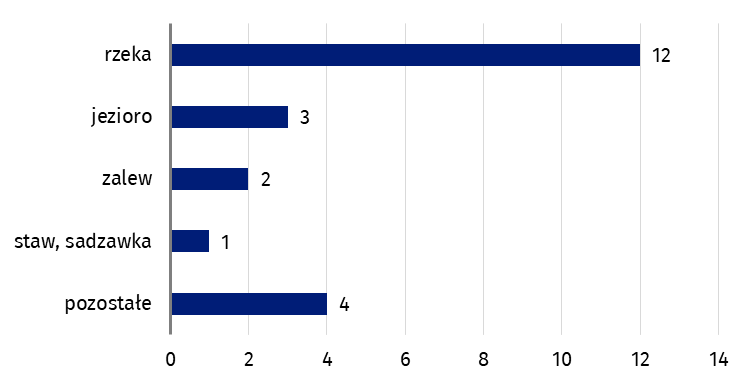 rzeka 12
jezioro 3
zalew 2
staw, sadzawka 1
pozostałe 4
0 2 4 6 8 10 12 14